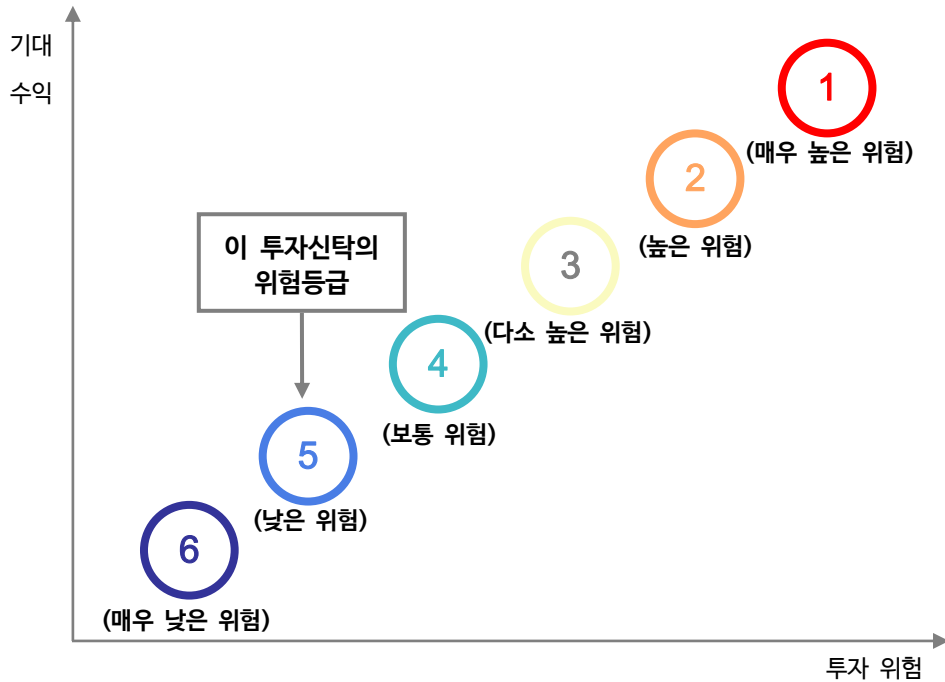 기대
수익
1
(매우 높은 위험)
2
(높은 위험)
이 투자신탁의
위험등급
3
(다소 높은 위험)
4
(보통 위험)
5
(낮은 위험)
6
(매우 낮은 위험)
투자 위험